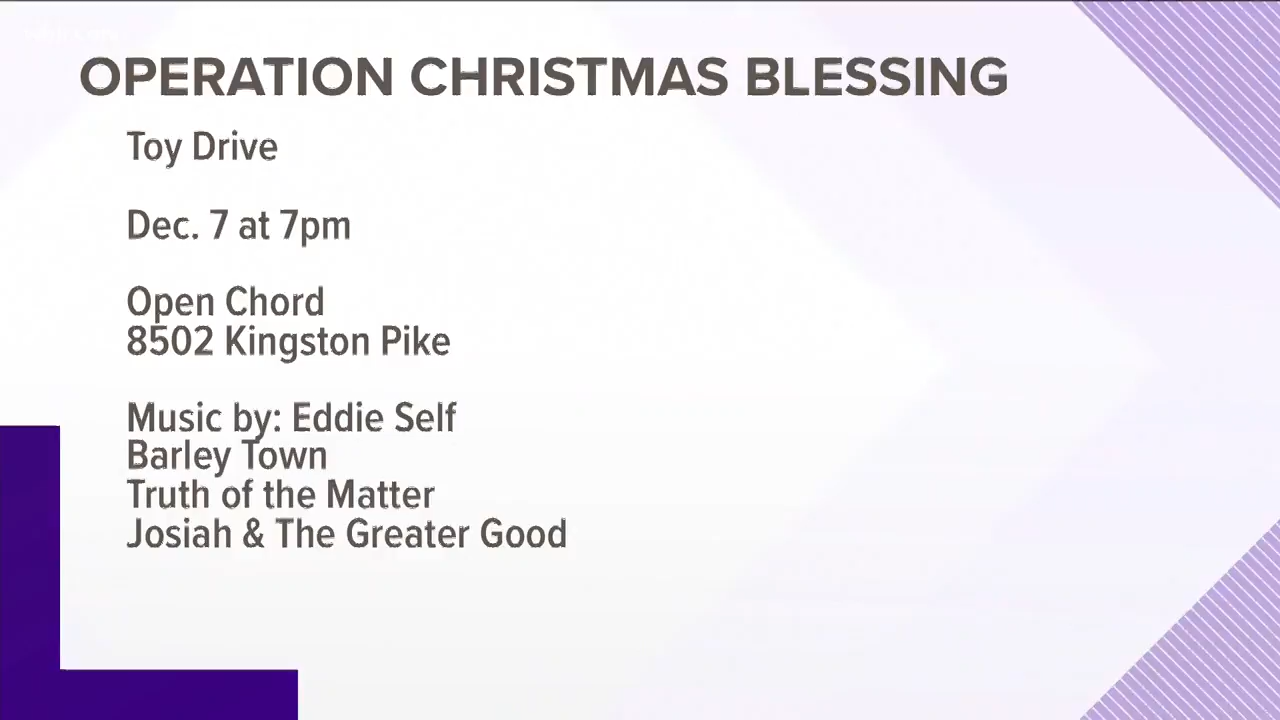 OPERATION CHRISTMAS BLESSING
Toy Drive
Dec. 7 at 7pm
Open Chord
8502 Kingston Pike
Music by: Eddie Self
Barley Town
Truth of the Matter
Josiah & The Greater Good